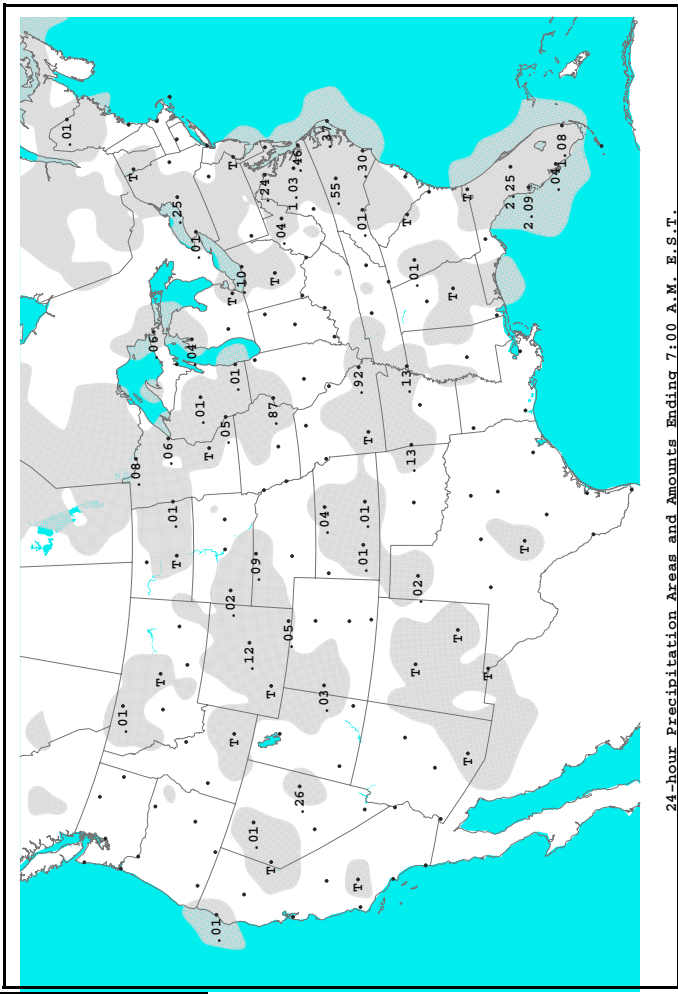 .01
.01
T
.08
.06
T
.06
.01
T
.25
.04
.01
.01
T
.01
.05
.02
T
T
T
.01
.10
.12
.01
.09
.24
T
T
.87
T
.04
.05
1.03
.46
.26
.03
.04
.37
.55
T
.92
.30
.01
.01
.01
T
.13
T
.13
.01
T
.02
T
T
T
T
T
2.25
T
2.09
.04
1.08
24-hour Precipitation Areas and Amounts Ending 7:00 A.M. E.S.T.